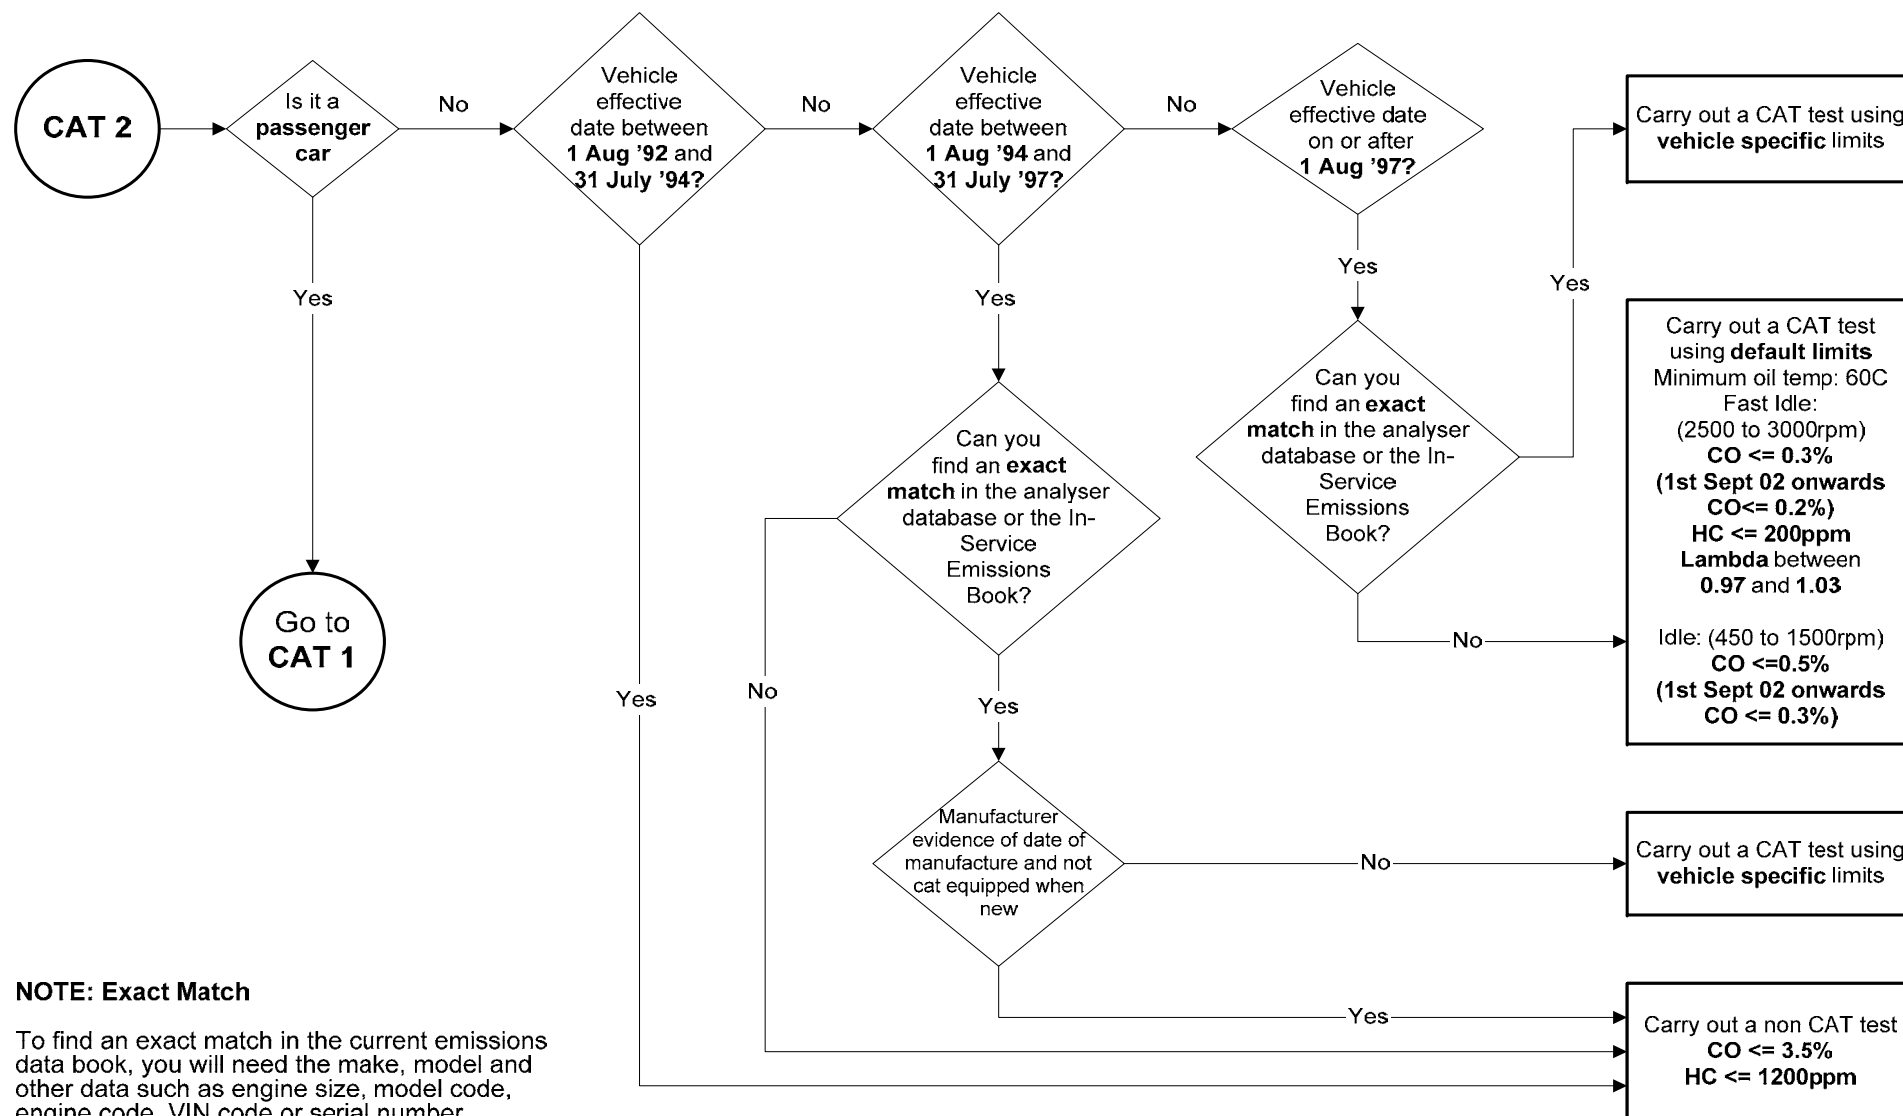 CAT 2
Is it a
passenger
car
No
Vehicle
effective
date between
1 Aug '92 and
31 July '94?
No
Vehicle
effective
date between
1 Aug '94 and
31 July '97?
No
Vehicle
effective date
on or after
1 Aug '97?
Carry out a CAT test using
vehicle specific limits
Yes
Yes
Yes
Yes
Go to
CAT 1
Can you
find an exact
match in the analyser
database or the In-
Service
Emissions
Book?
Can you
find an exact
match in the analyser
database or the In-
Service
Emissions
Book?
Carry out a CAT test
using default limits
Minimum oil temp: 60C
Fast Idle:
(2500 to 3000rpm)
CO <= 0.3%
(1st Sept 02 onwards
CO<= 0.2%)
HC <= 200ppm
Lambda between
0.97 and 1.03
Idle: (450 to 1500rpm)
CO <=0.5%
(1st Sept 02 onwards
CO <= 0.3%)
No
Yes
No
Yes
Manufacturer
evidence of date of
manufacture and not
cat equipped when
new
No
Carry out a CAT test using
vehicle specific limits
Yes
Carry out a non CAT test
CO <= 3.5%
HC <= 1200ppm
NOTE: Exact Match
To find an exact match in the current emissions
data book, you will need the make, model and
other data such as engine size, model code,
engine code, VIN code or serial number